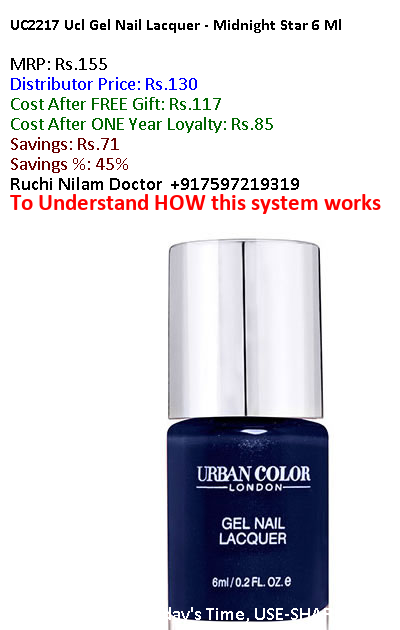 UC2217 Ucl Gel Nail Lacquer - Midnight Star 6 Ml
MRP: Rs.155
Distributor Price: Rs.130
Cost After FREE Gift: Rs.117
Cost After ONE Year Loyalty: Rs.85
Savings: Rs.71
Savings %: 45%
Ruchi Nilam Doctor +917597219319
To Understand HOW this system works
URBAN COLOR
LONDON
GEL NAIL
LACQUER
6ml/0.2 FL. OZ. e
Time,